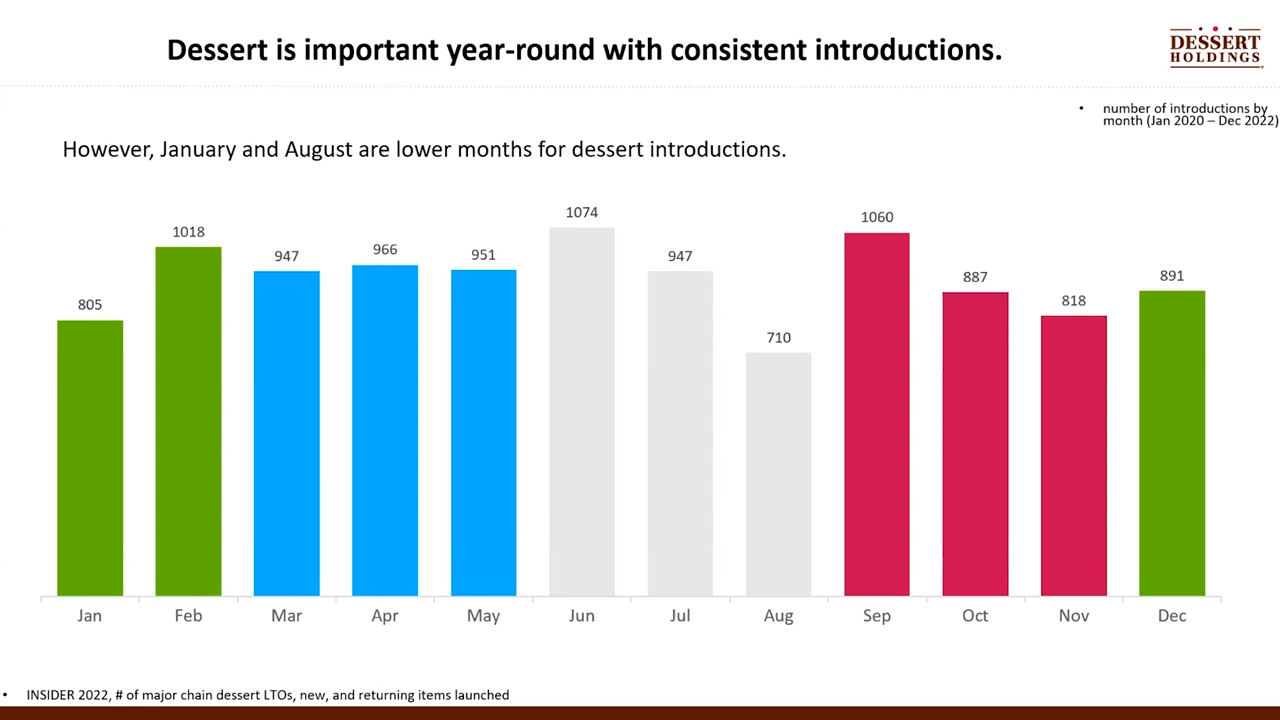 Dessert is important year-round with consistent introductions.
DESSERT
HOLDINGS
• number of introductions by
month (Jan 2020 – Dec 2022)
However, January and August are lower months for dessert introductions.
805
1018
947
966
951
1074
947
710
1060
887
818
891
Jan
Feb
Mar
Apr
May
Jun
Jul
Aug
Sep
Oct
Nov
Dec
• INSIDER 2022, # of major chain dessert LTOs, new, and returning items launched